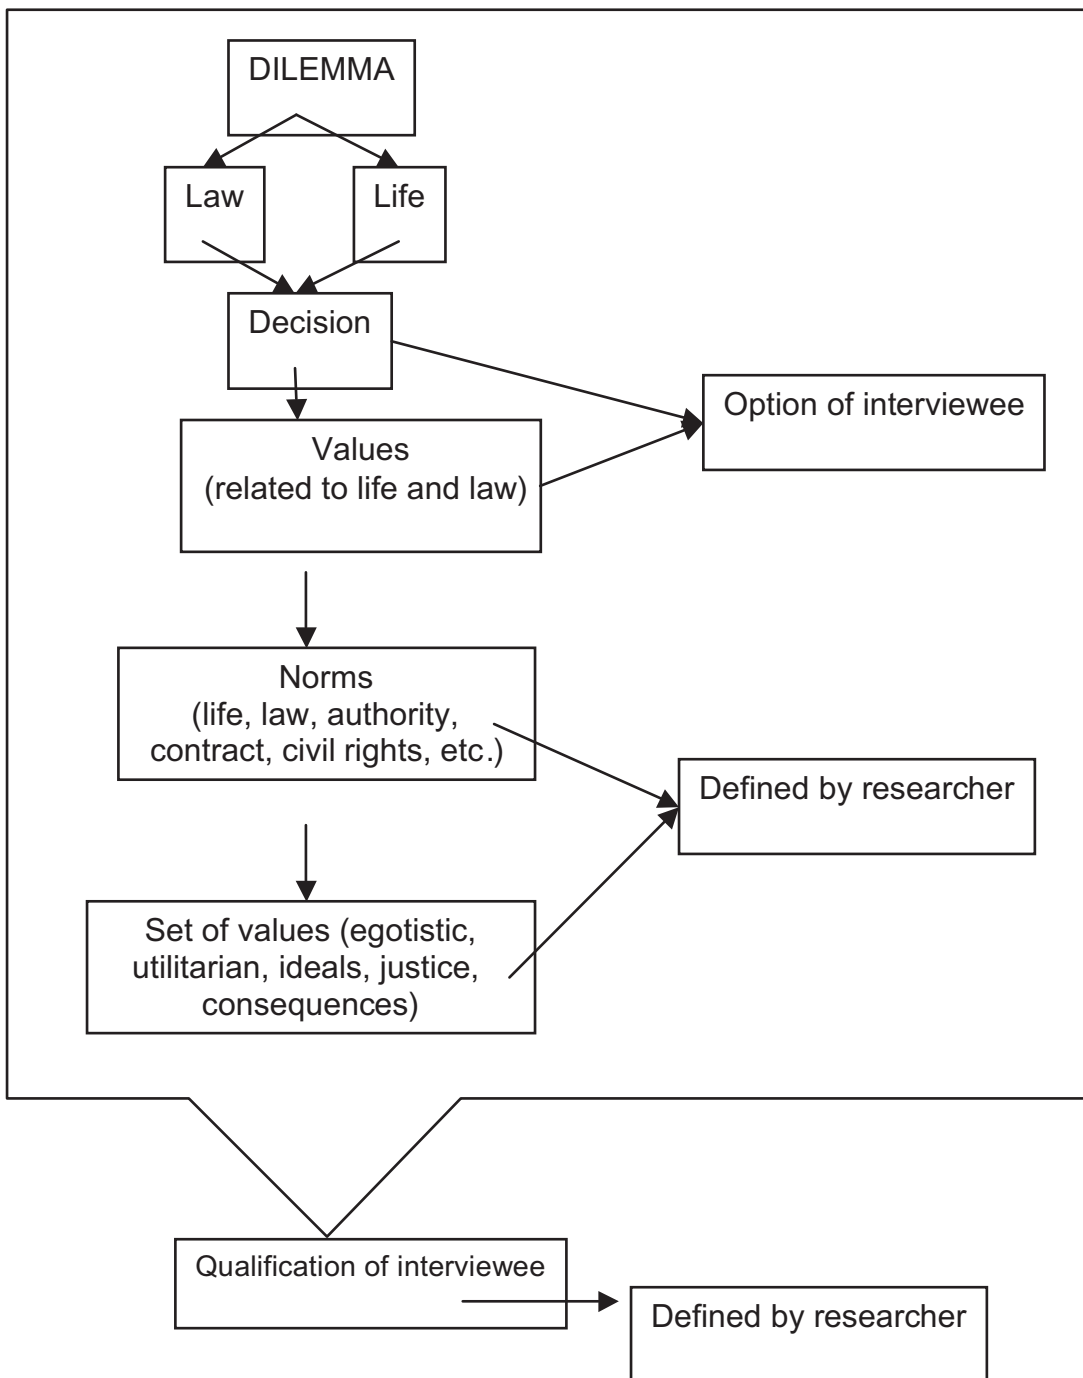 DILEMMA
Law
Life
Decision
Option of interviewee
Values
(related to life and law)
Norms
(life, law, authority,
contract, civil rights, etc.)
Defined by researcher
Set of values (egotistic,
utilitarian, ideals, justice,
consequences)
Qualification of interviewee
Defined by researcher